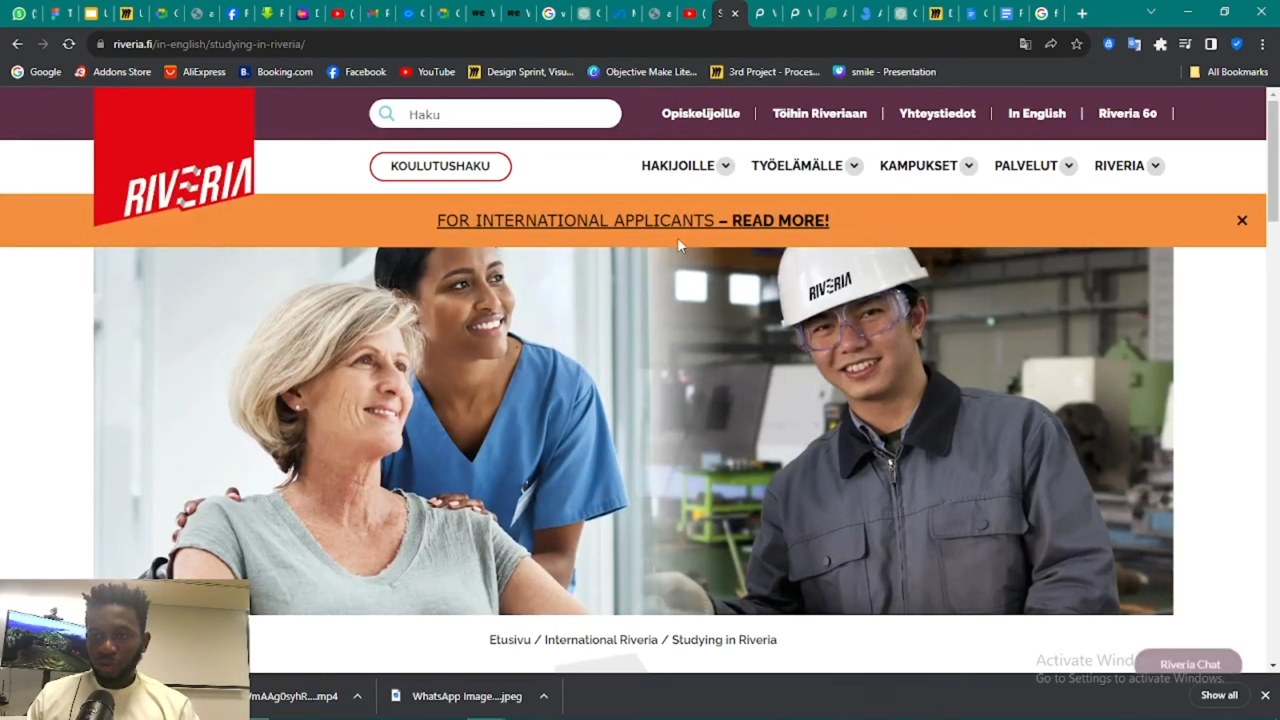 riveria.fi/in-english/studying-in-riveria/
Google
Addons Store
AliExpress
Booking.com
Facebook
YouTube
Design Sprint, Visu...
Objective Make Lite...
3rd Project - Proces...
smile - Presentation
All Bookmarks
Haku
Opiskelijoille
Töihin Riveriaan
Yhteystiedot
In English
Riveria 60
RIVERIA
KOULUTUSHAKU
HAKIJOILLE
TYÖELÄMÄLLE
KAMPUKSET
PALVELUT
RIVERIA
FOR INTERNATIONAL APPLICANTS – READ MORE!
RIVERIA
Etusivu / International Riveria / Studying in Riveria
Activate Wind
Go to Settings to activate Windows.
Riveria Chat
WhatsApp Image....jpeg
Show all